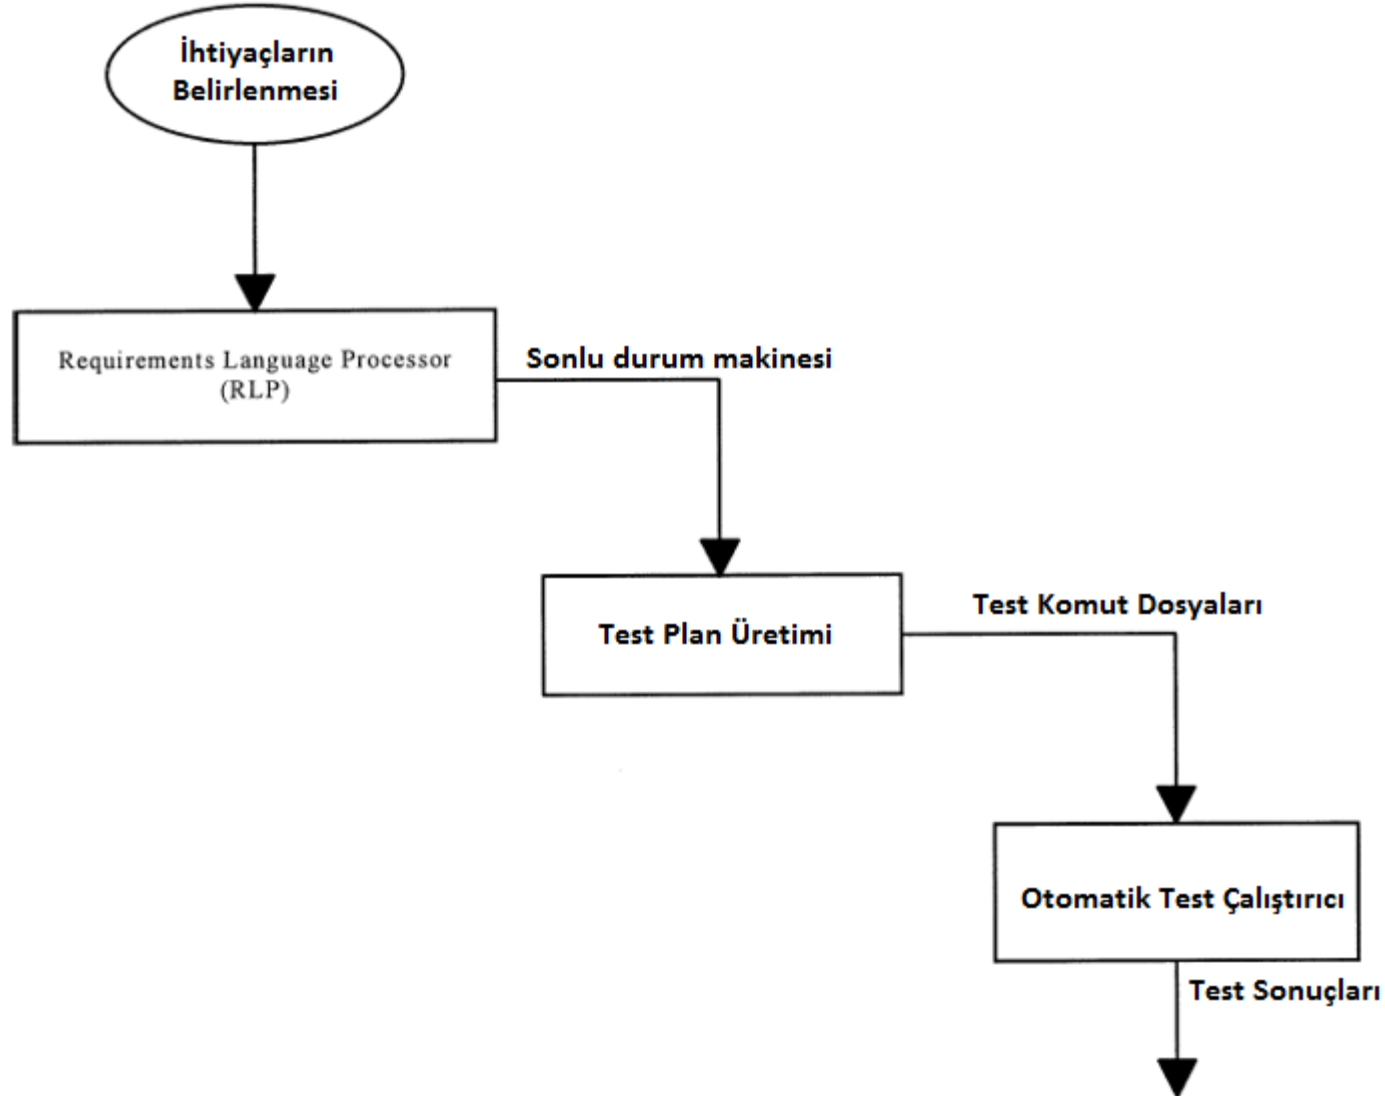 İhtiyaçların
Belirlenmesi
Requirements Language Processor
(RLP)
Sonlu durum makinesi
Test Plan Üretimi
Test Komut Dosyaları
Otomatik Test Çalıştırıcı
Test Sonuçları